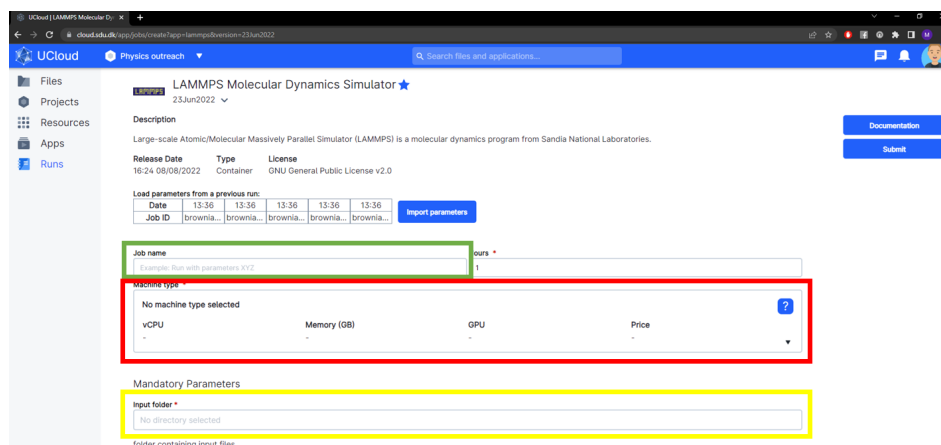 UCloud | LAMMPS Molecular Dy
cloud.sdu.dk/app/jobs/create?app=lammps&version=23Jun2022
UCloud
Physics outreach
Search files and applications...
Files
Projects
Resources
Apps
Runs
LAMMPS
LAMMPS Molecular Dynamics Simulator
23Jun2022
Description
Large-scale Atomic/Molecular Massively Parallel Simulator (LAMMPS) is a molecular dynamics program from Sandia National Laboratories.
Documentation
Submit
Release Date Type License
16:24 08/08/2022 Container GNU General Public License v2.0
Load parameters from a previous run:
Date 13:36 13:36 13:36 13:36 13:36
Job ID brownia... brownia... brownia... brownia... brownia...
Import parameters
Job name ours *
Example: Run with parameters XYZ 1
Machine type *
No machine type selected
?
vCPU Memory (GB) GPU Price
- - - -
Mandatory Parameters
Input folder *
No directory selected
folder containing input files